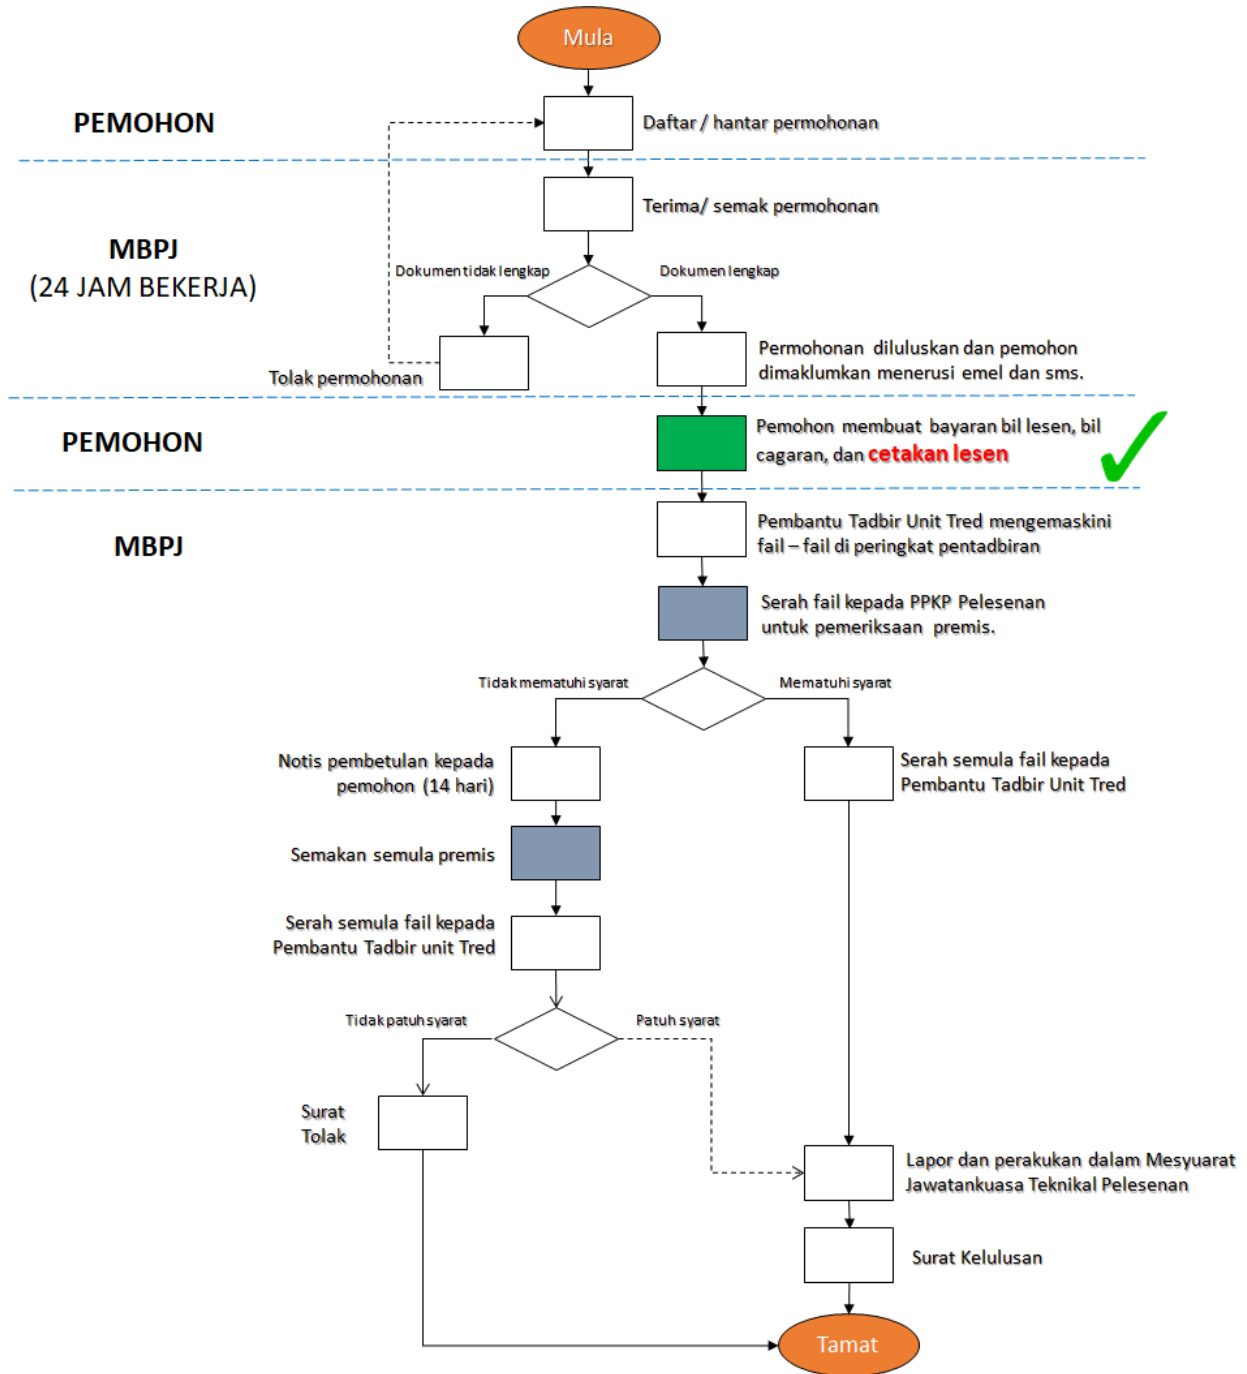 Mula
PEMOHON
Daftar / hantar permohonan
Terima/ semak permohonan
MBPJ
(24 JAM BEKERJA)
Dokumen tidak lengkap
Dokumen lengkap
Tolak permohonan
Permohonan diluluskan dan pemohon
dimaklumkan menerusi emel dan sms.
PEMOHON
Pemohon membuat bayaran bil lesen, bil
cagaran, dan cetakan lesen
MBPJ
Pembantu Tadbir Unit Tred mengemaskini
fail – fail di peringkat pentadbiran
Serah fail kepada PPKP Pelesenan
untuk pemeriksaan premis.
Tidak mematuhi syarat
Mematuhi syarat
Notis pembetulan kepada
pemohon (14 hari)
Serah semula fail kepada
Pembantu Tadbir Unit Tred
Semakan semula premis
Serah semula fail kepada
Pembantu Tadbir unit Tred
Tidak patuh syarat
Patuh syarat
Surat
Tolak
Lapor dan perakukan dalam Mesyuarat
Jawatankuasa Teknikal Pelesenan
Surat Kelulusan
Tamat